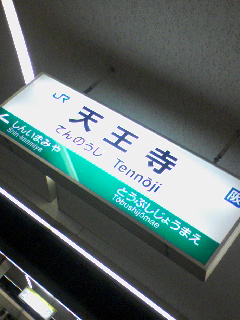 JR
天王寺
てんのうじ Tennōji
阪
しんいまみや
Shin-Imamiya
とうぶしじょうまえ
Tōbushijōmae